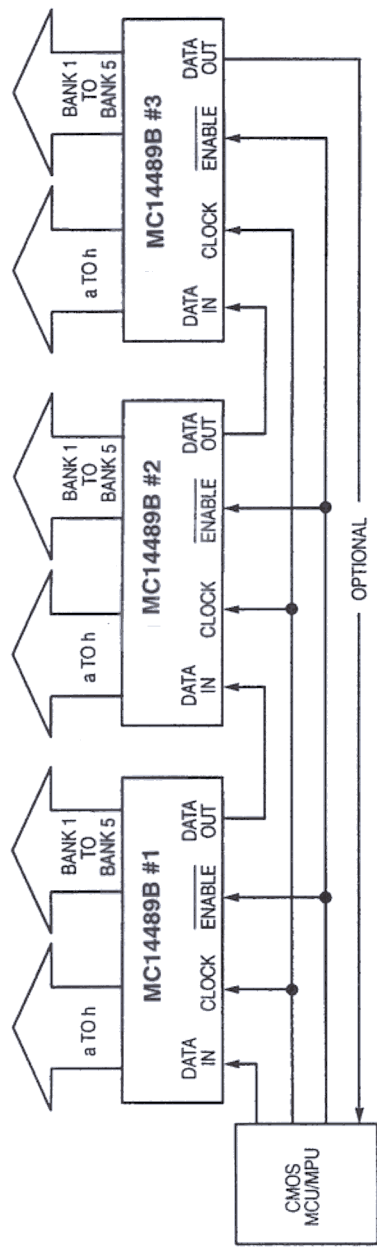 a TO h
BANK 1
TO
BANK 5
MC14489B #1
DATA
IN
CLOCK
ENABLE
DATA
OUT
a TO h
BANK 1
TO
BANK 5
MC14489B #2
DATA
IN
CLOCK
ENABLE
DATA
OUT
a TO h
BANK 1
TO
BANK 5
MC14489B #3
DATA
IN
CLOCK
ENABLE
DATA
OUT
CMOS
MCU/MPU
OPTIONAL